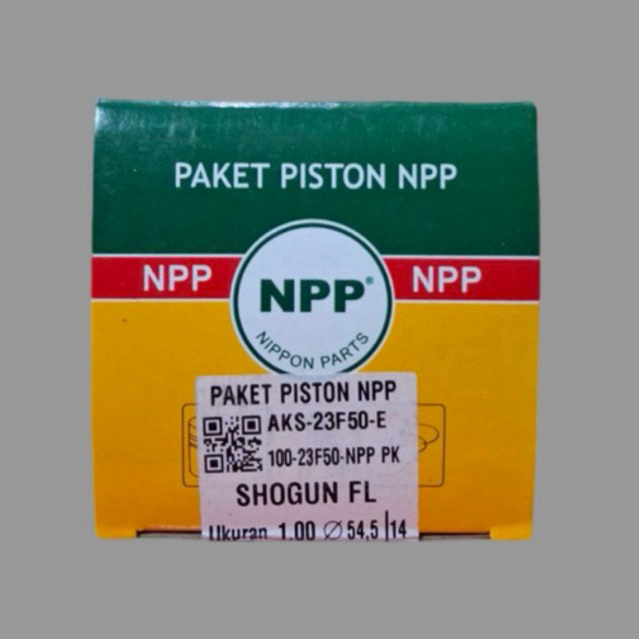 PAKET PISTON NPP
NPP
NPP®
NPP
NIPPON PARTS
PAKET PISTON NPP
AKS-23F50-E
100-23F50-NPP PK
SHOGUN FL
Ukuran 1.00 ∅ 54,5 | 14